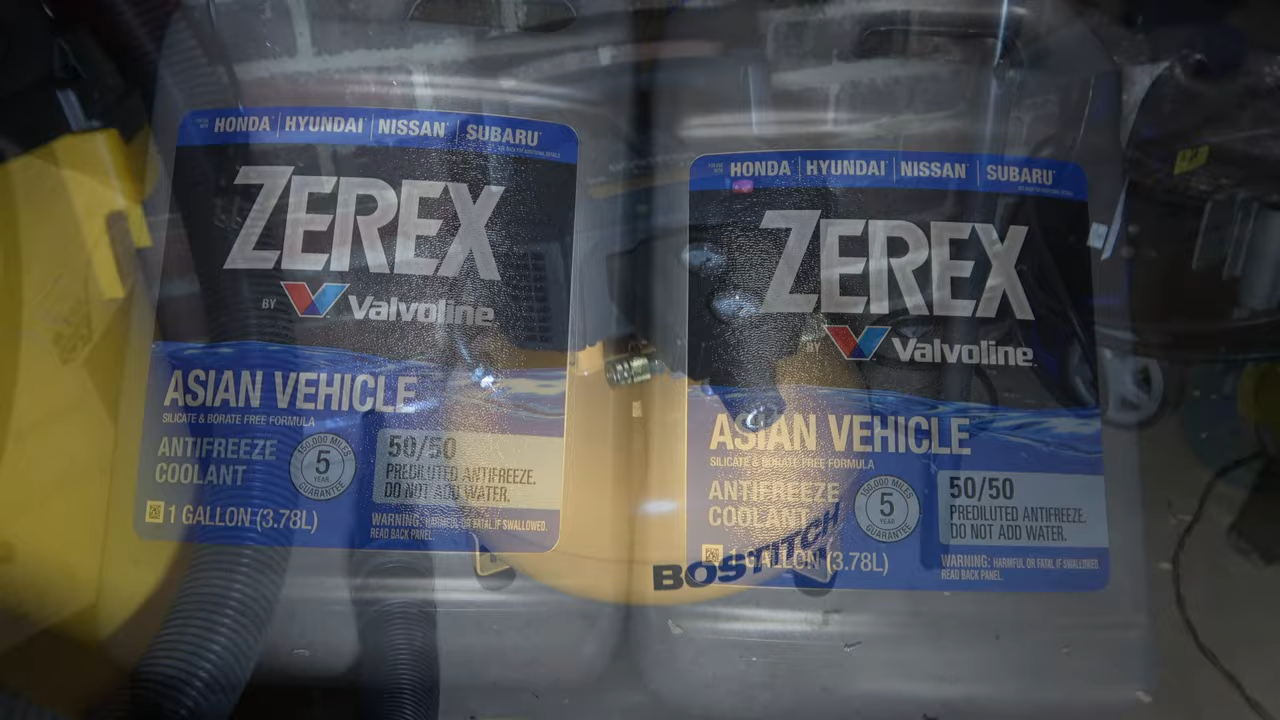 HONDA HYUNDAI NISSAN SUBARU
ZEREX
BY Valvoline
ASIAN VEHICLE
SILICATE & BORATE FREE FORMULA
ANTIFREEZE
COOLANT
150,000 MILES
5
YEAR
GUARANTEE
50/50
PREDILUTED ANTIFREEZE.
DO NOT ADD WATER.
1 GALLON (3.78L)
WARNING: HARMFUL OR FATAL IF SWALLOWED.
READ BACK PANEL.
HONDA HYUNDAI NISSAN SUBARU
ZEREX
Valvoline
ASIAN VEHICLE
SILICATE & BORATE FREE FORMULA
ANTIFREEZE
COOLANT
150,000 MILES
5
YEAR
GUARANTEE
50/50
PREDILUTED ANTIFREEZE.
DO NOT ADD WATER.
1 GALLON (3.78L)
WARNING: HARMFUL OR FATAL IF SWALLOWED
READ BACK PANEL.
BOSTITCH